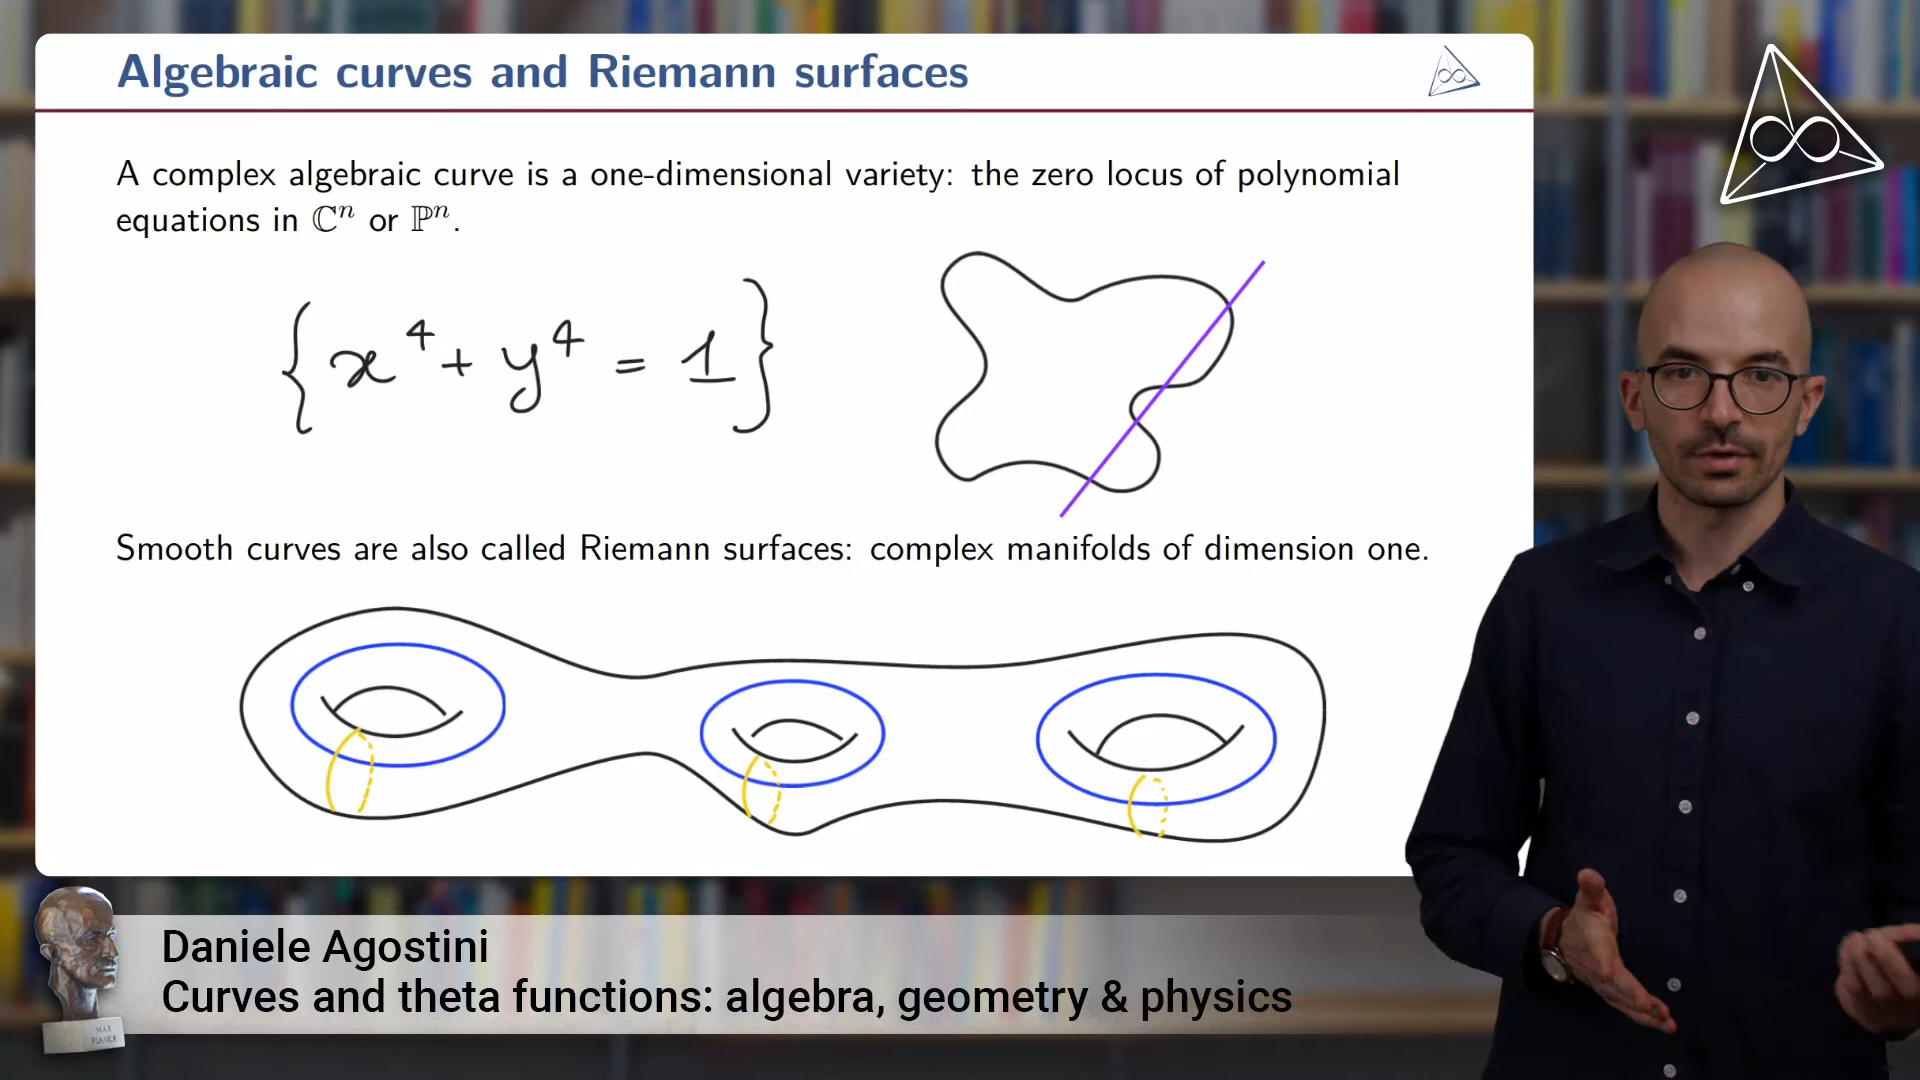 Algebraic curves and Riemann surfaces
A complex algebraic curve is a one-dimensional variety: the zero locus of polynomial
equations in ℂⁿ or ℙⁿ.
{x⁴ + y⁴ = 1}
Smooth curves are also called Riemann surfaces: complex manifolds of dimension one.
Daniele Agostini
Curves and theta functions: algebra, geometry & physics
MAX
PLANCK